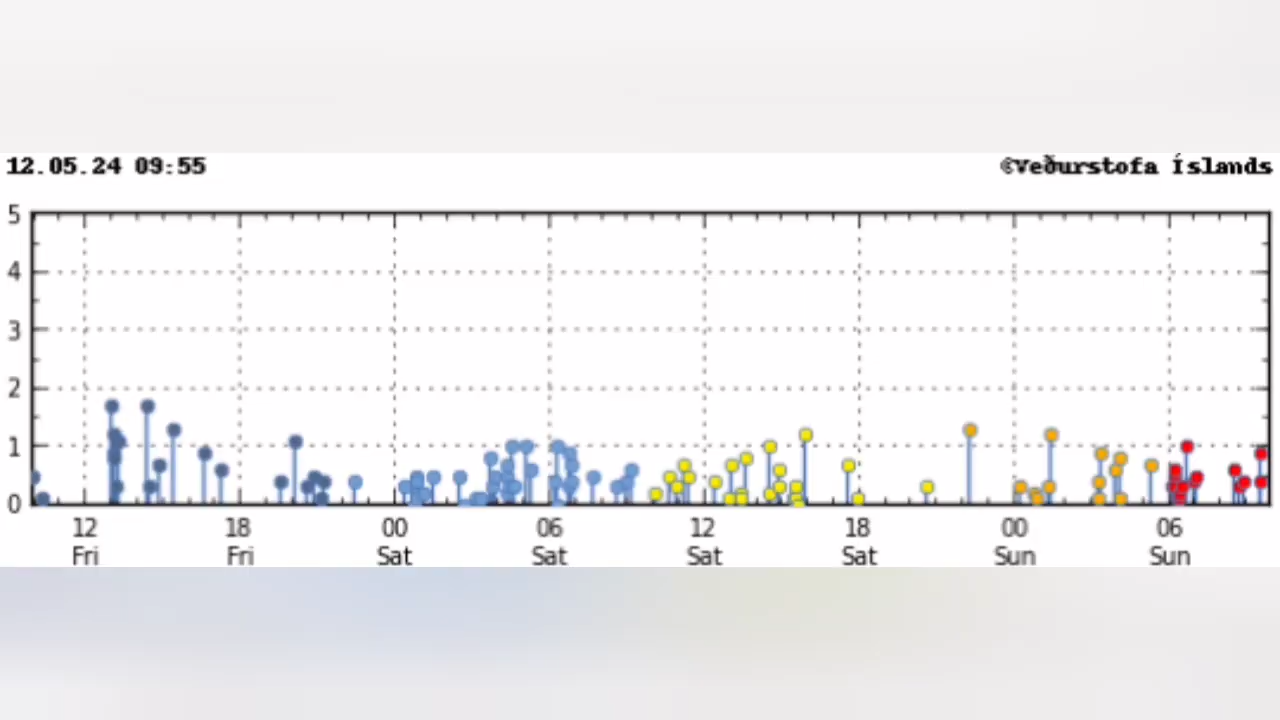 12.05.24 09:55 ©Veðurstofa Íslands
5
4
3
2
1
0
12 18 00 06 12 18 00 06
Fri Fri Sat Sat Sat Sat Sun Sun